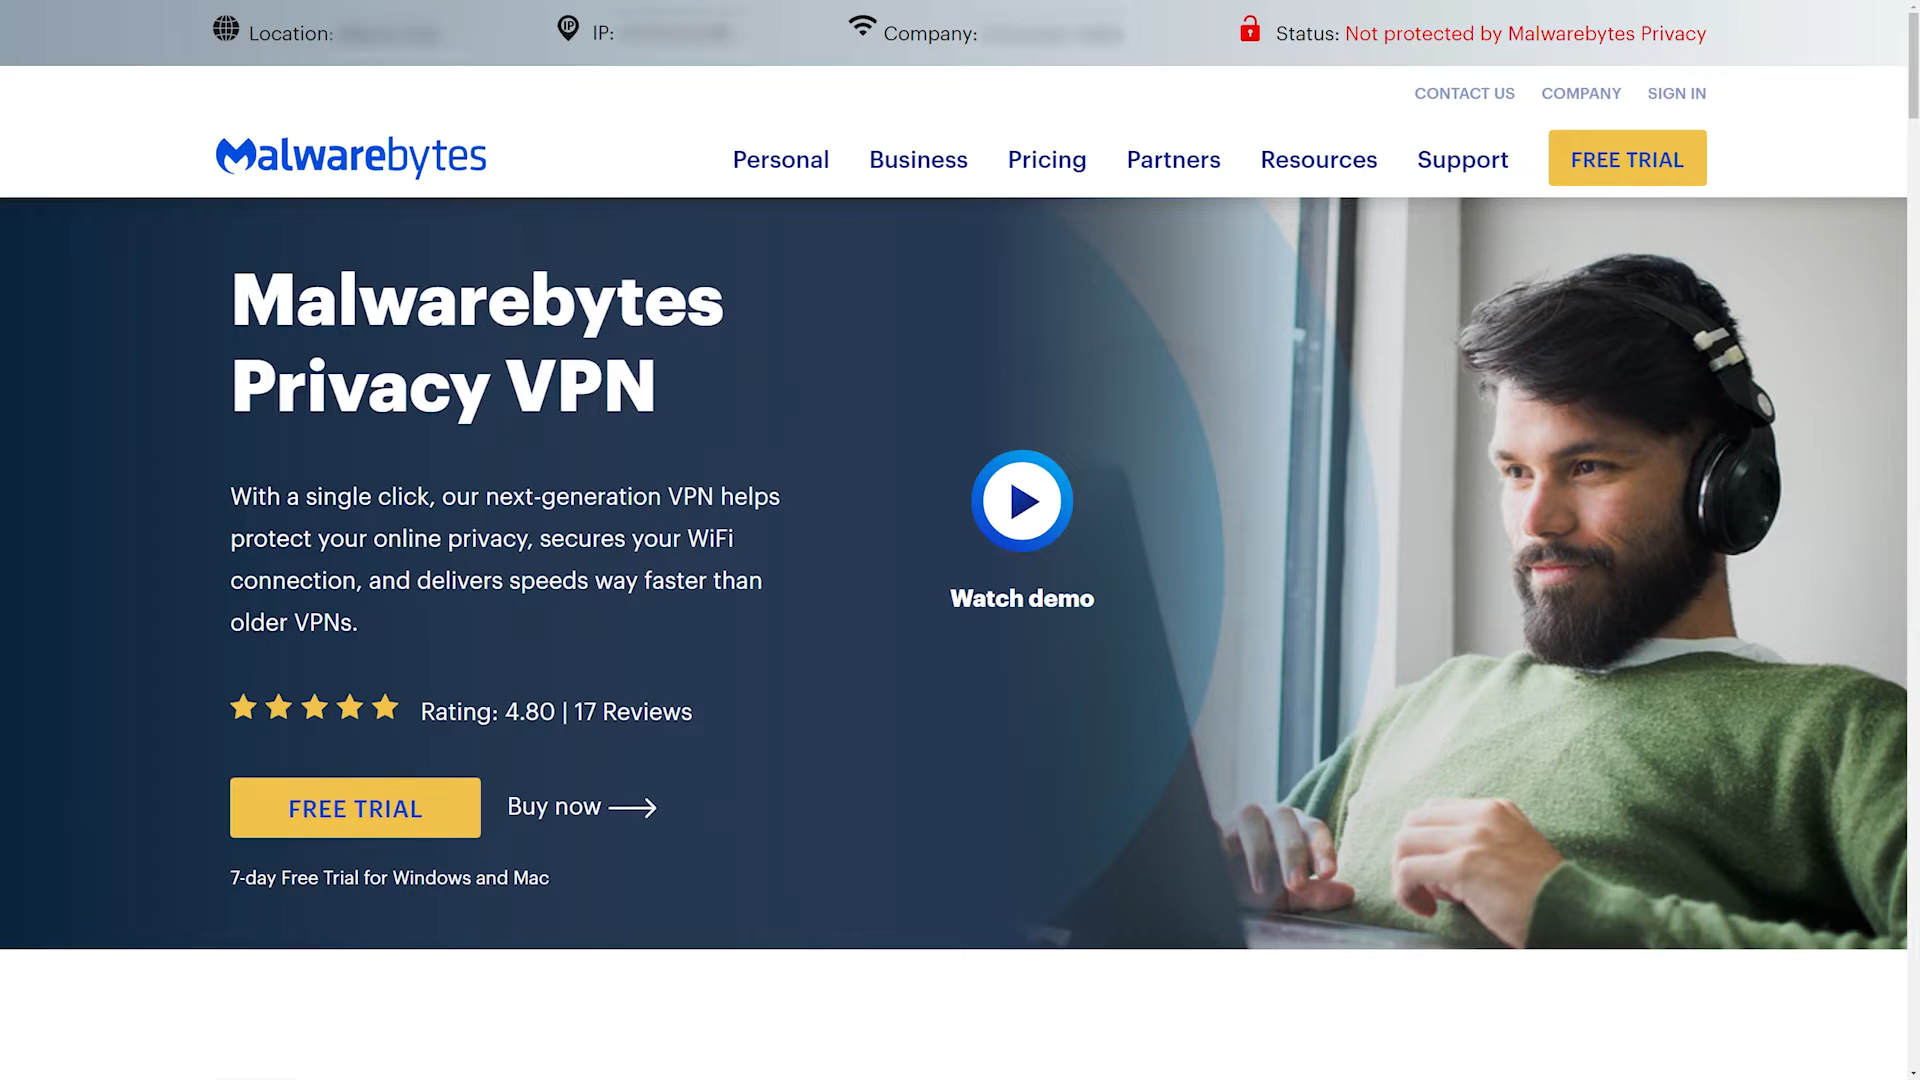 Location:
IP:
Company:
Status: Not protected by Malwarebytes Privacy
CONTACT US
COMPANY
SIGN IN
Malwarebytes
Personal
Business
Pricing
Partners
Resources
Support
FREE TRIAL
Malwarebytes
Privacy VPN
With a single click, our next-generation VPN helps
protect your online privacy, secures your WiFi
connection, and delivers speeds way faster than
older VPNs.
Watch demo
Rating: 4.80 | 17 Reviews
FREE TRIAL
Buy now
7-day Free Trial for Windows and Mac